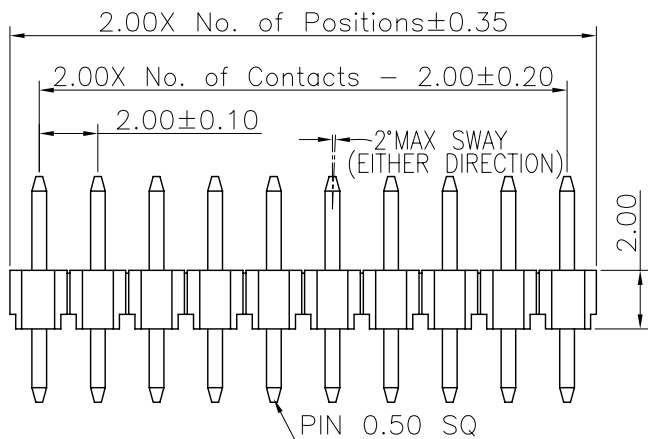 2.00X No. of Positions±0.35
2.00X No. of Contacts - 2.00±0.20
2.00±0.10
2°MAX SWAY
(EITHER DIRECTION)
2.00
PIN 0.50 SQ